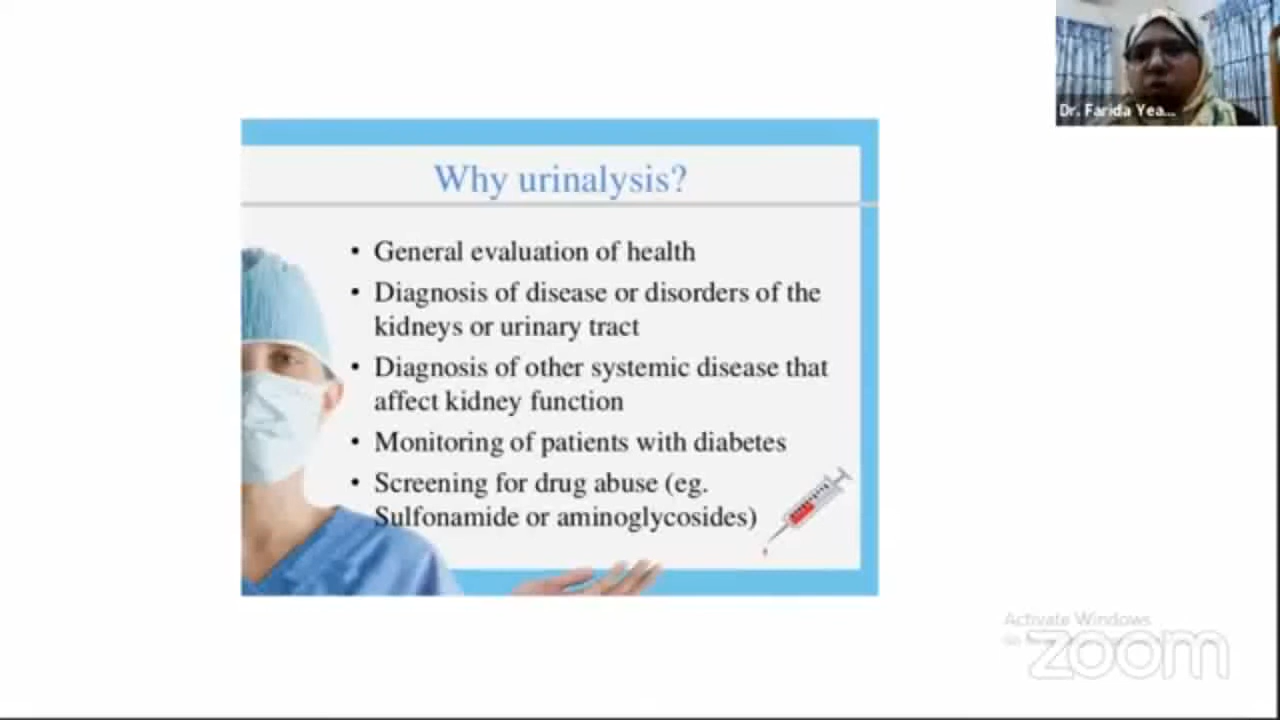 Dr. Farida Yea...
Why urinalysis?
• General evaluation of health
• Diagnosis of disease or disorders of the
kidneys or urinary tract
• Diagnosis of other systemic disease that
affect kidney function
• Monitoring of patients with diabetes
• Screening for drug abuse (eg.
Sulfonamide or aminoglycosides)
Activate Windows
zoom